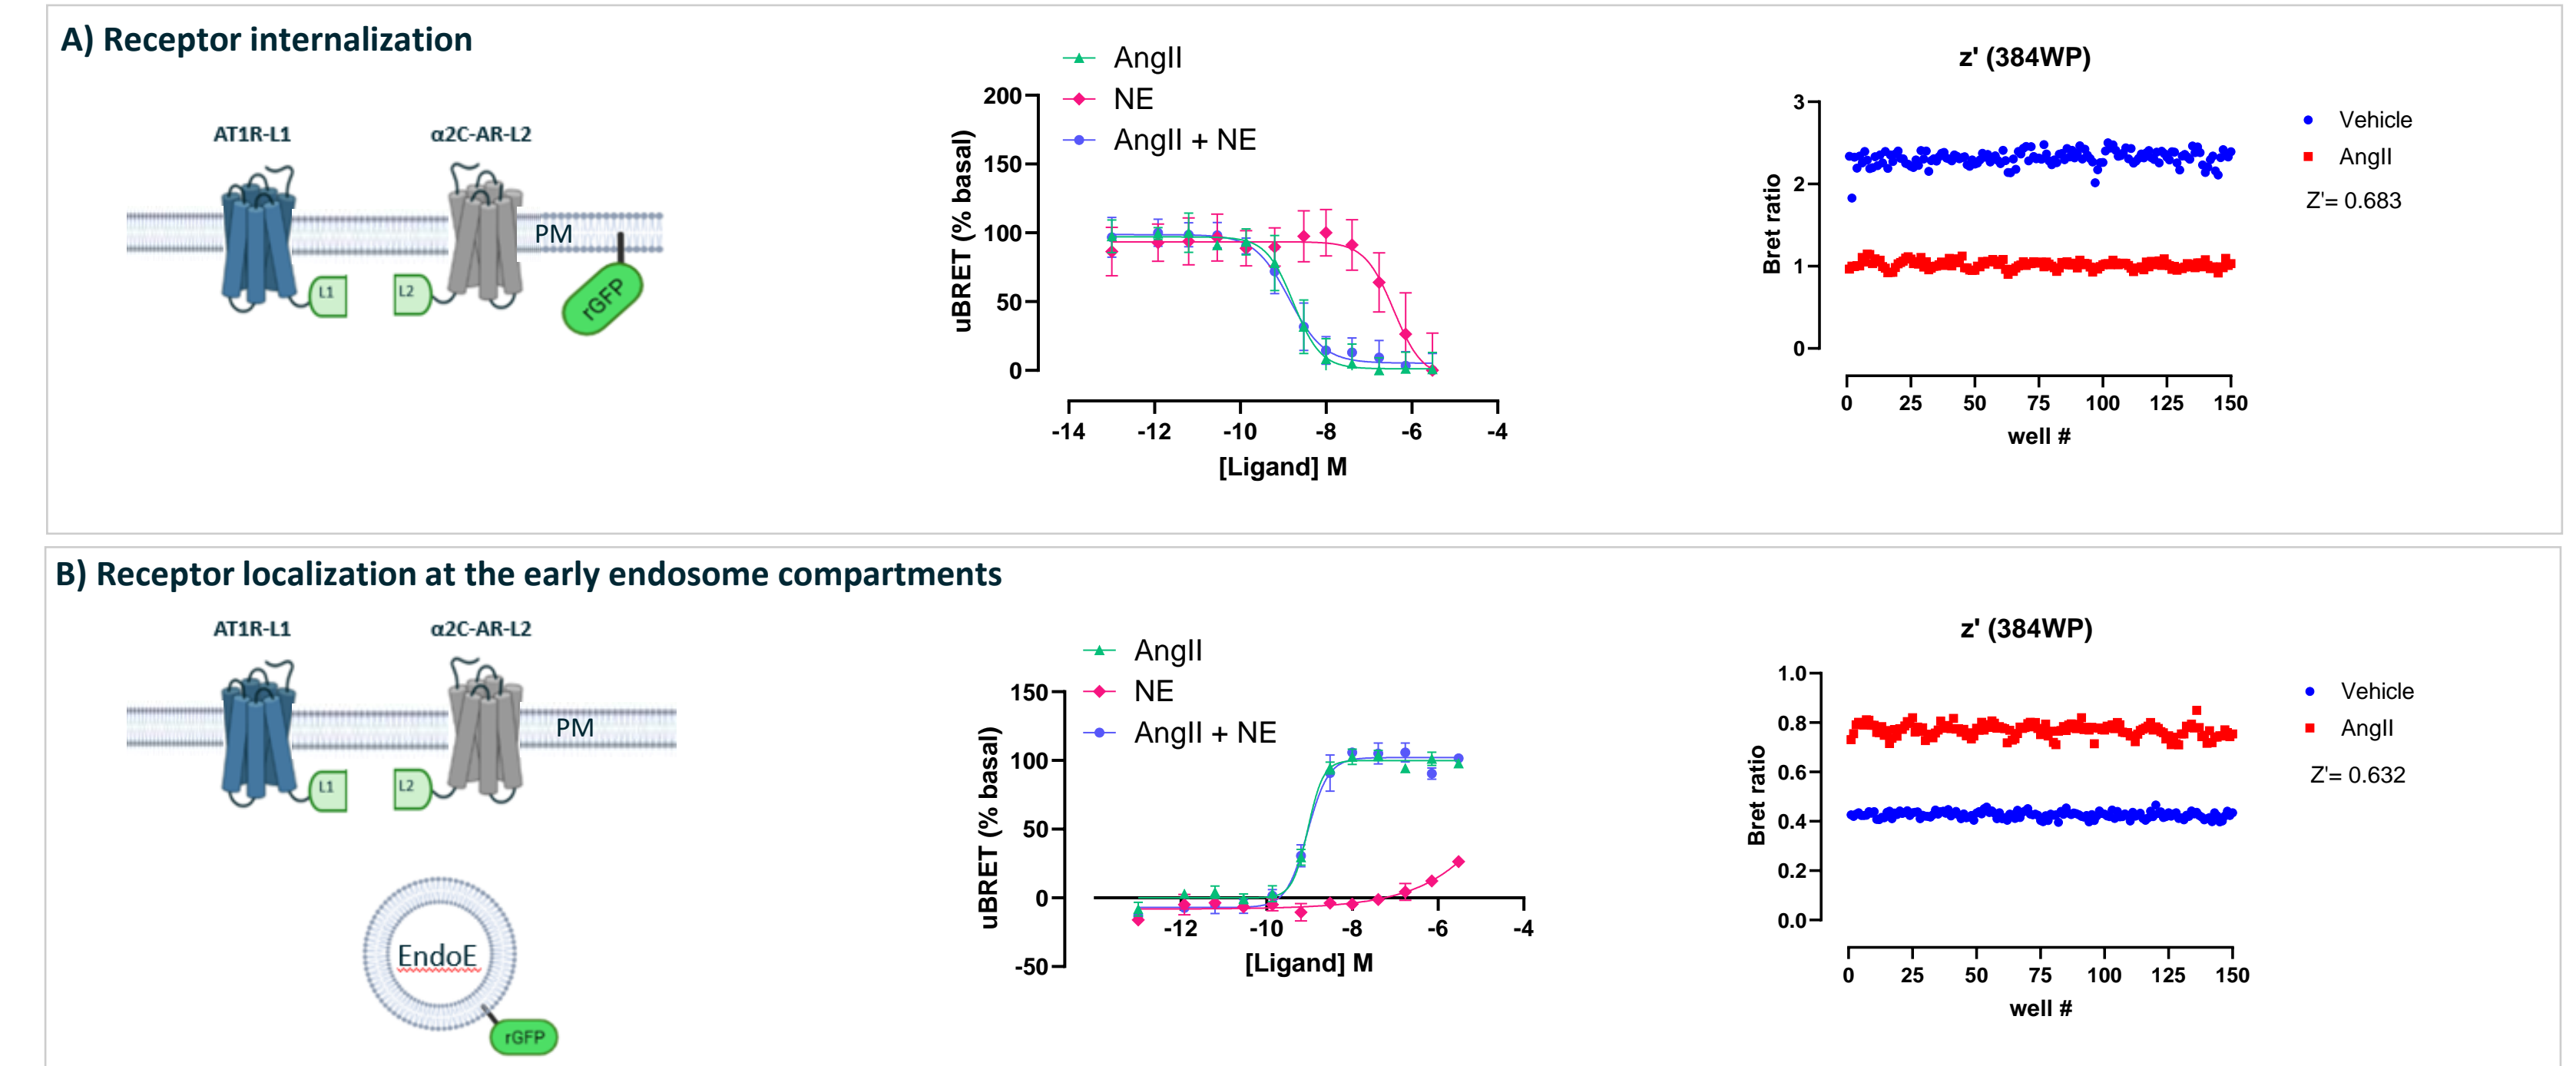 A) Receptor internalization
AT1R-L1
α2C-AR-L2
PM
L1
L2
rGFP
AngII
NE
AngII + NE
uBRET (% basal)
200
150
100
50
0
-14 -12 -10 -8 -6 -4
[Ligand] M
z' (384WP)
Bret ratio
3
2
1
0
0 25 50 75 100 125 150
well #
Vehicle
AngII
Z'= 0.683
B) Receptor localization at the early endosome compartments
AT1R-L1
α2C-AR-L2
PM
L1
L2
EndoE
rGFP
AngII
NE
AngII + NE
uBRET (% basal)
150
100
50
0
-50
-12 -10 -8 -6 -4
[Ligand] M
z' (384WP)
Bret ratio
1.0
0.8
0.6
0.4
0.2
0.0
0 25 50 75 100 125 150
well #
Vehicle
AngII
Z'= 0.632